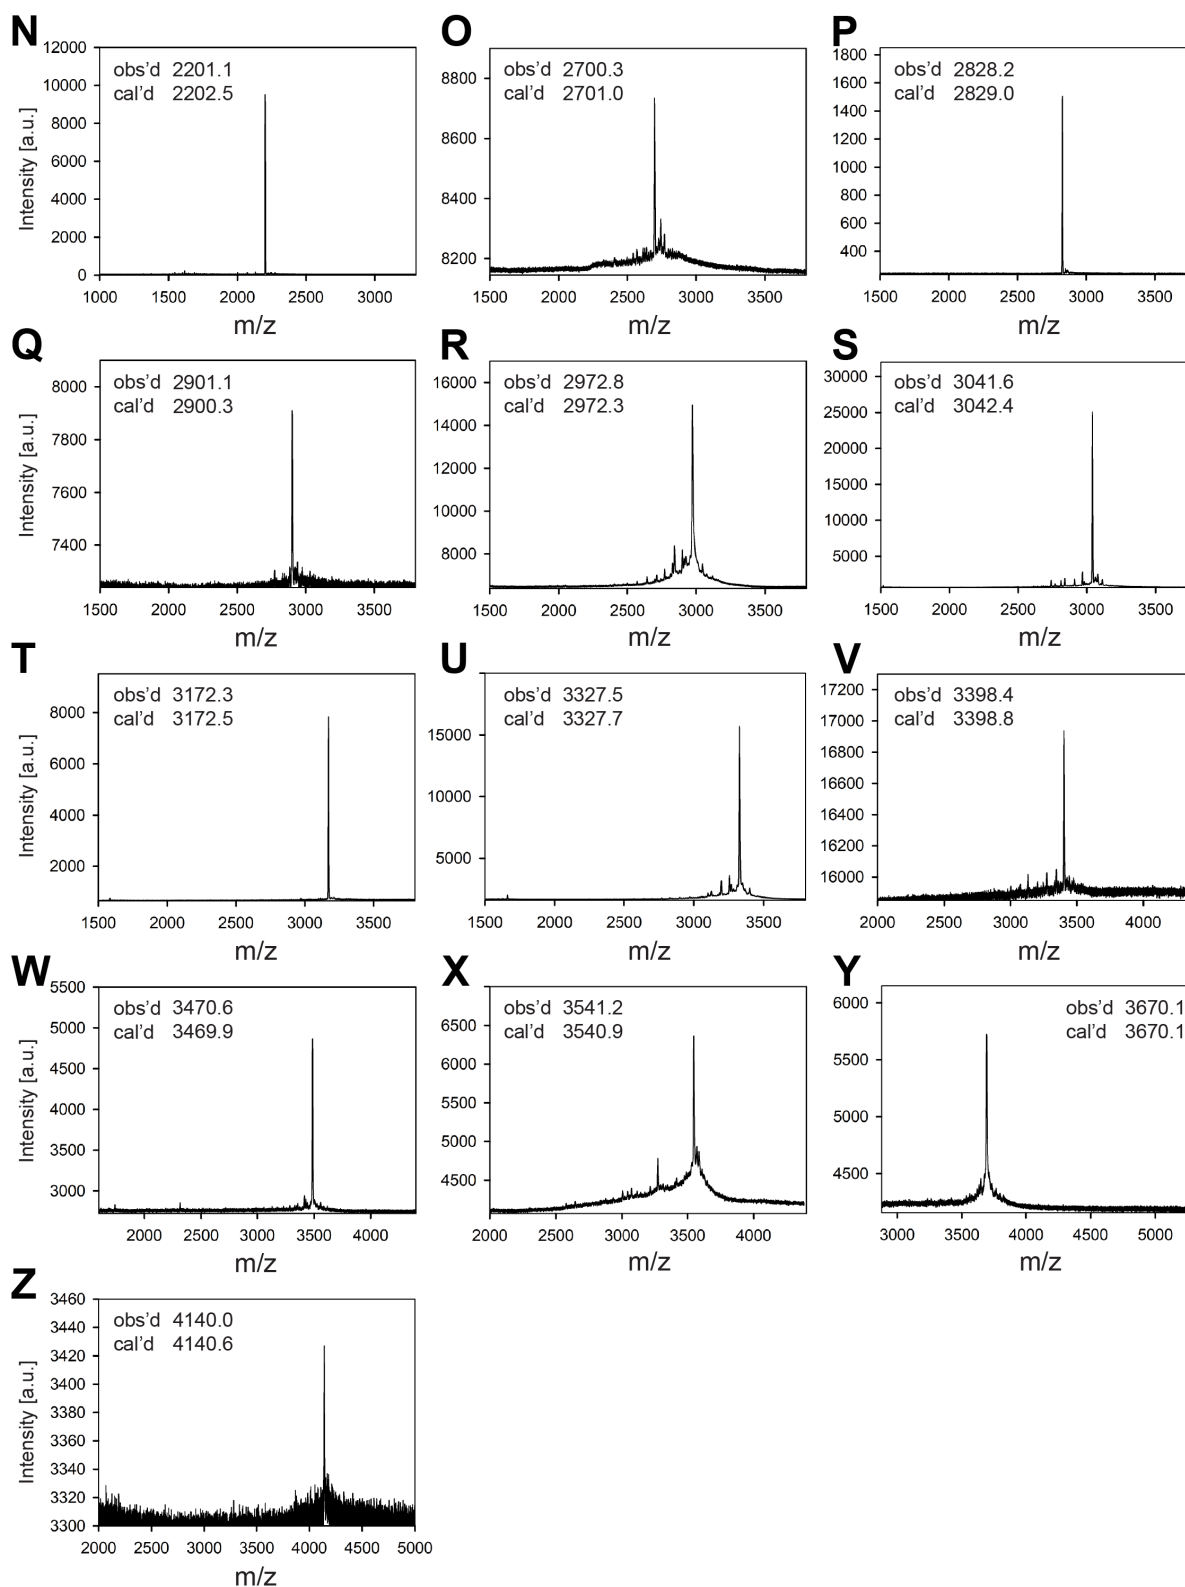 N
O
P
12000
10000
8000
6000
4000
2000
0
Intensity [a.u.]
obs'd 2201.1
cal'd 2202.5
1000 1500 2000 2500 3000
m/z
8800
8600
8400
8200
obs'd 2700.3
cal'd 2701.0
1500 2000 2500 3000 3500
m/z
1800
1600
1400
1200
1000
800
600
400
obs'd 2828.2
cal'd 2829.0
1500 2000 2500 3000 3500
m/z
Q
R
S
8000
7800
7600
7400
Intensity [a.u.]
obs'd 2901.1
cal'd 2900.3
1500 2000 2500 3000 3500
m/z
16000
14000
12000
10000
8000
obs'd 2972.8
cal'd 2972.3
1500 2000 2500 3000 3500
m/z
30000
25000
20000
15000
10000
5000
obs'd 3041.6
cal'd 3042.4
1500 2000 2500 3000 3500
m/z
T
U
V
8000
6000
4000
2000
Intensity [a.u.]
obs'd 3172.3
cal'd 3172.5
1500 2000 2500 3000 3500
m/z
15000
10000
5000
obs'd 3327.5
cal'd 3327.7
1500 2000 2500 3000 3500
m/z
17200
17000
16800
16600
16400
16200
16000
obs'd 3398.4
cal'd 3398.8
2000 2500 3000 3500 4000
m/z
W
X
Y
5500
5000
4500
4000
3500
3000
Intensity [a.u.]
obs'd 3470.6
cal'd 3469.9
2000 2500 3000 3500 4000
m/z
6500
6000
5500
5000
4500
obs'd 3541.2
cal'd 3540.9
2000 2500 3000 3500 4000
m/z
6000
5500
5000
4500
obs'd 3670.1
cal'd 3670.1
3000 3500 4000 4500 5000
m/z
Z
3460
3440
3420
3400
3380
3360
3340
3320
3300
Intensity [a.u.]
obs'd 4140.0
cal'd 4140.6
2000 2500 3000 3500 4000 4500 5000
m/z